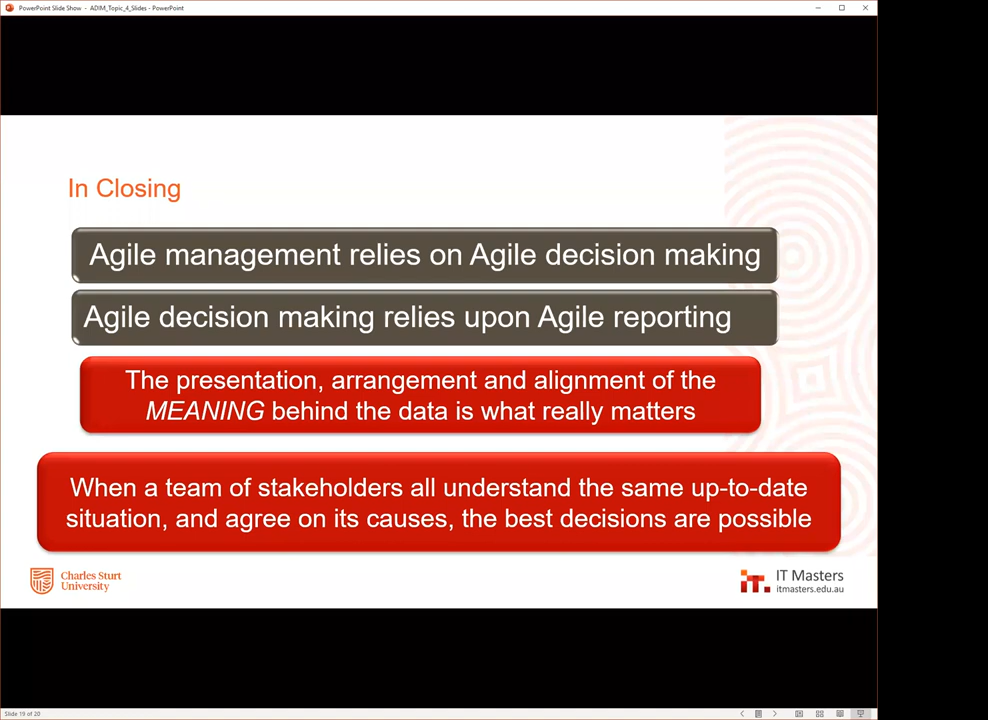 PowerPoint Slide Show - ADIM_Topic_4_Slides - PowerPoint
In Closing
Agile management relies on Agile decision making
Agile decision making relies upon Agile reporting
The presentation, arrangement and alignment of the
MEANING behind the data is what really matters
When a team of stakeholders all understand the same up-to-date
situation, and agree on its causes, the best decisions are possible
Charles Sturt
University
IT Masters
itmasters.edu.au
Slide 19 of 20